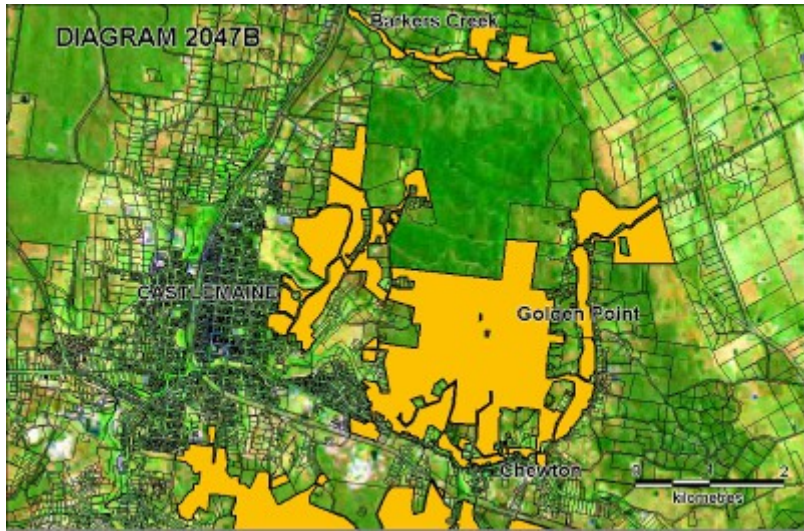 DIAGRAM 2047B
Barkers Creek
CASTLEMAINE
Golden Point
Chewton
0 1 2
kilometres